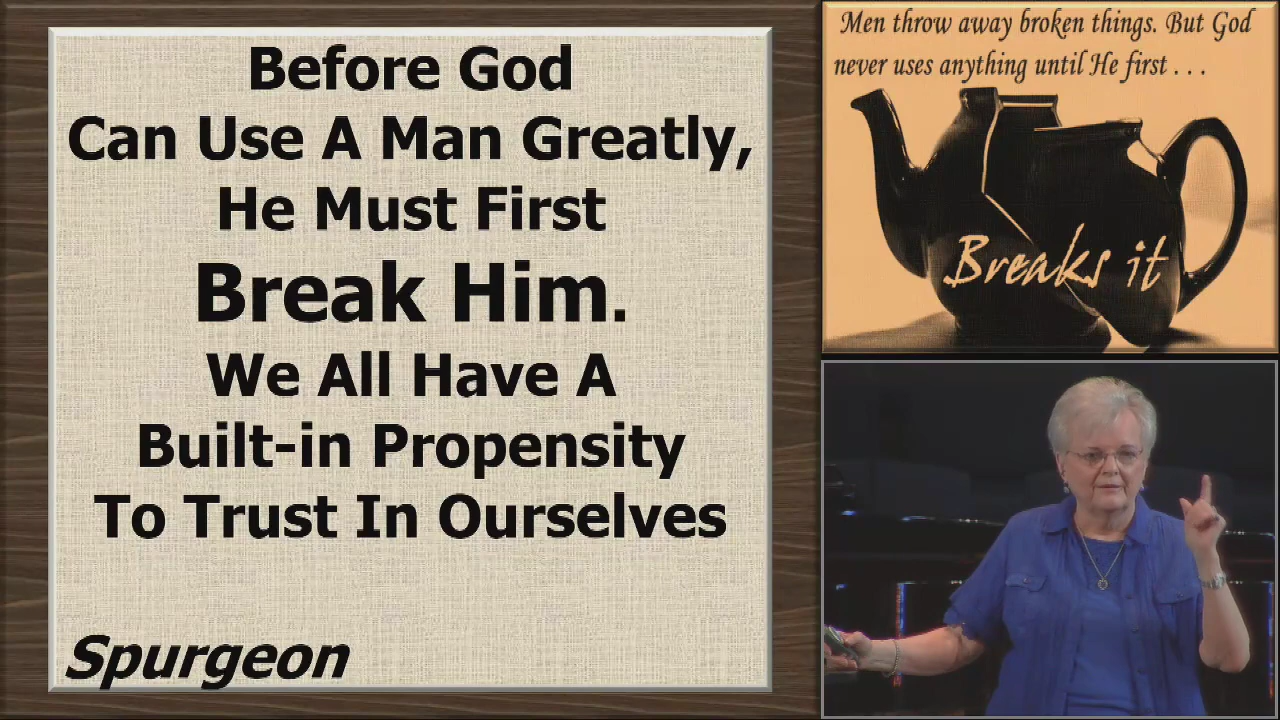 Before God
Can Use A Man Greatly,
He Must First
Break Him.
We All Have A
Built-in Propensity
To Trust In Ourselves
Spurgeon
Men throw away broken things. But God
never uses anything until He first . . .
Breaks it